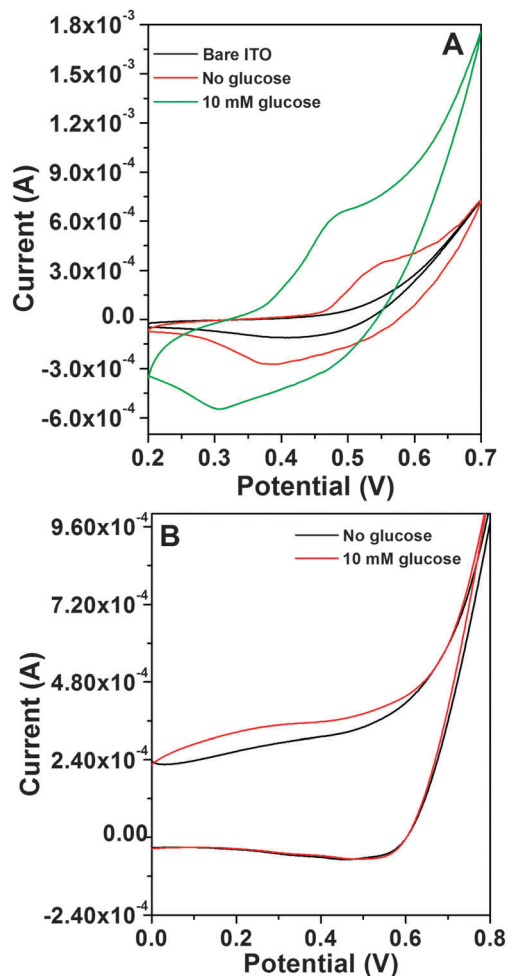 A
Bare ITO
No glucose
10 mM glucose
1.8x10⁻³
1.5x10⁻³
1.2x10⁻³
9.0x10⁻⁴
6.0x10⁻⁴
3.0x10⁻⁴
0.0
-3.0x10⁻⁴
-6.0x10⁻⁴
Current (A)
0.2 0.3 0.4 0.5 0.6 0.7
Potential (V)
B
No glucose
10 mM glucose
9.60x10⁻⁴
7.20x10⁻⁴
4.80x10⁻⁴
2.40x10⁻⁴
0.00
-2.40x10⁻⁴
Current (A)
0.0 0.2 0.4 0.6 0.8
Potential (V)